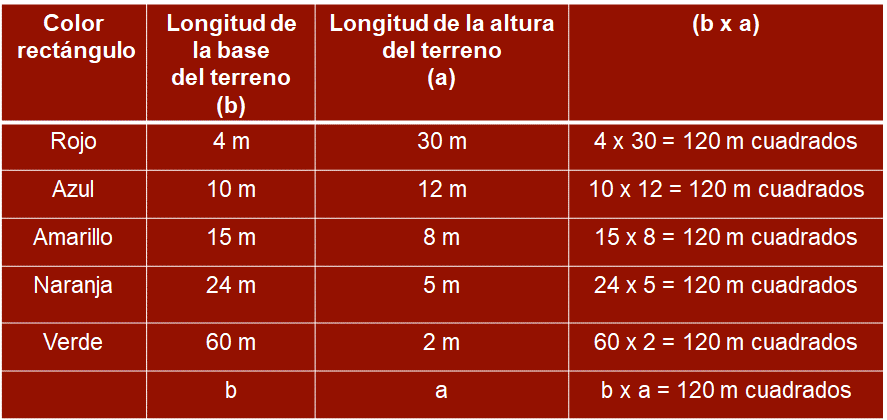 Color rectángulo | Longitud de la base del terreno (b) | Longitud de la altura del terreno (a) | (b x a)
Rojo | 4 m | 30 m | 4 x 30 = 120 m cuadrados
Azul | 10 m | 12 m | 10 x 12 = 120 m cuadrados
Amarillo | 15 m | 8 m | 15 x 8 = 120 m cuadrados
Naranja | 24 m | 5 m | 24 x 5 = 120 m cuadrados
Verde | 60 m | 2 m | 60 x 2 = 120 m cuadrados
b | a | b x a = 120 m cuadrados